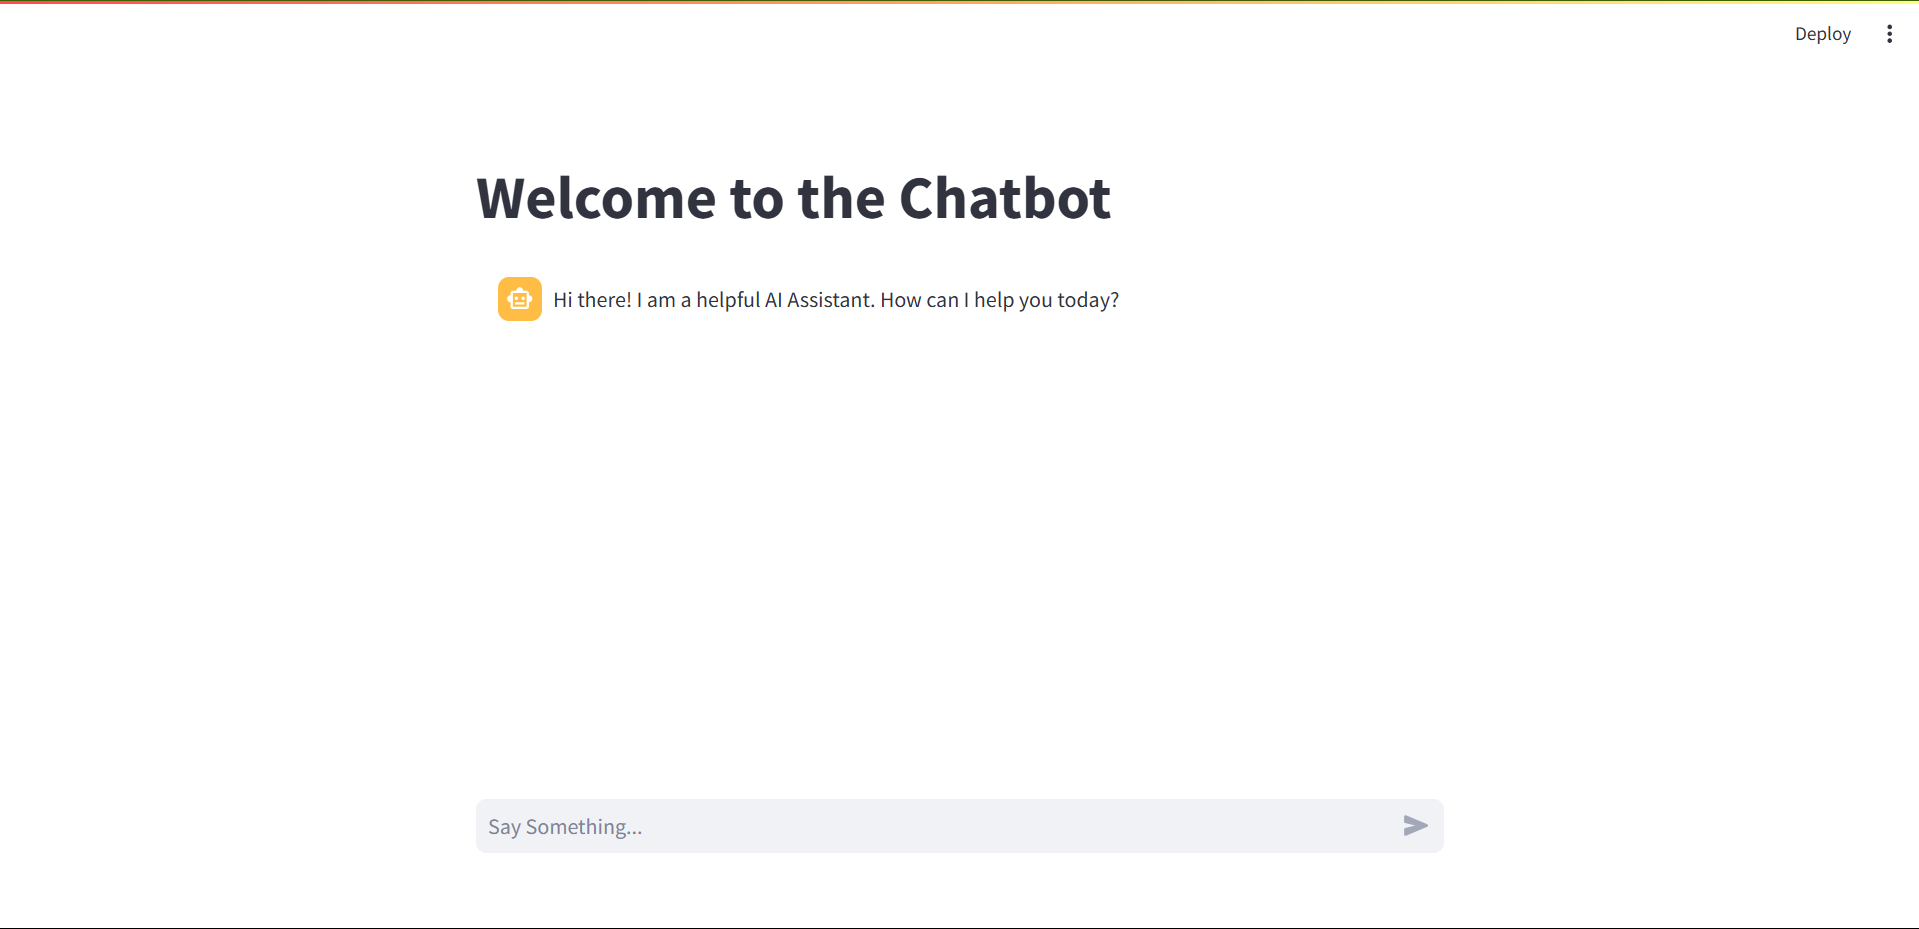 Deploy
Welcome to the Chatbot
Hi there! I am a helpful AI Assistant. How can I help you today?
Say Something...